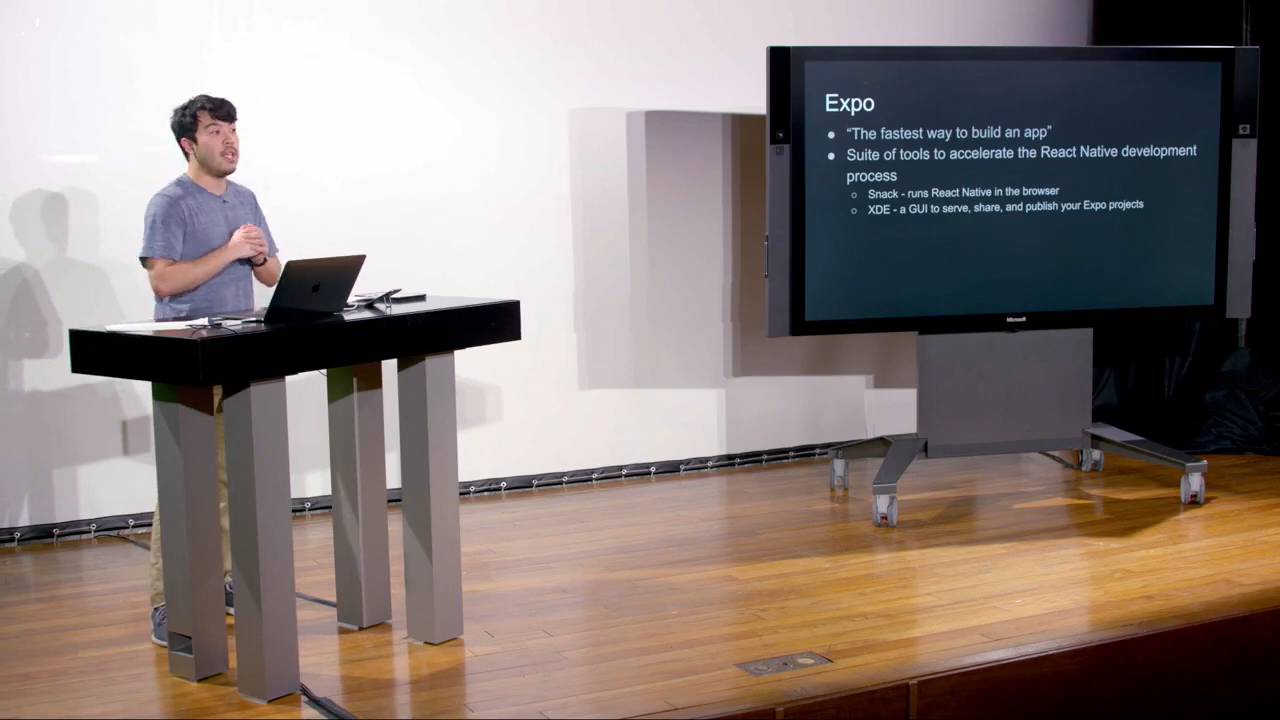 Expo
● “The fastest way to build an app”
● Suite of tools to accelerate the React Native development
process
○ Snack - runs React Native in the browser
○ XDE - a GUI to serve, share, and publish your Expo projects
Microsoft